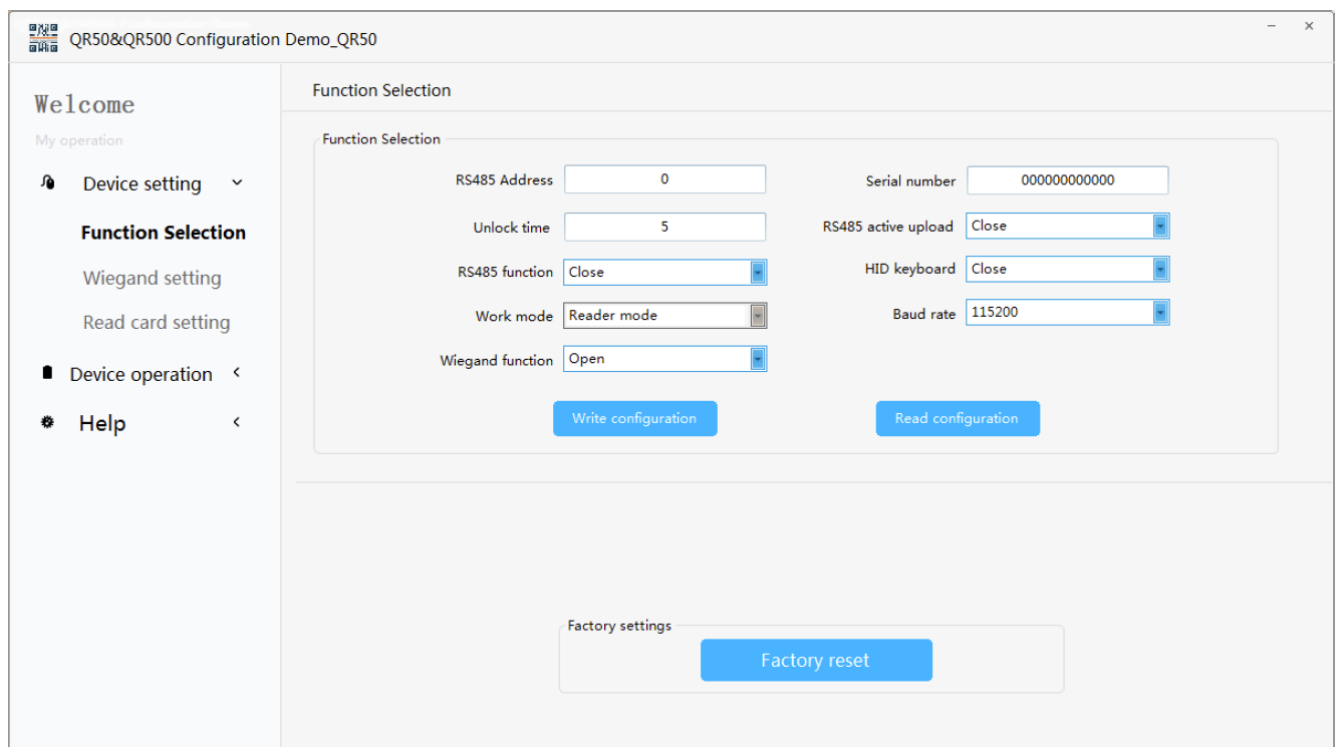 QR50&QR500 Configuration Demo_QR50
Welcome
My operation
Device setting
Function Selection
Wiegand setting
Read card setting
Device operation
Help
Function Selection
Function Selection
RS485 Address 0
Serial number 000000000000
Unlock time 5
RS485 active upload Close
RS485 function Close
HID keyboard Close
Work mode Reader mode
Baud rate 115200
Wiegand function Open
Write configuration
Read configuration
Factory settings
Factory reset